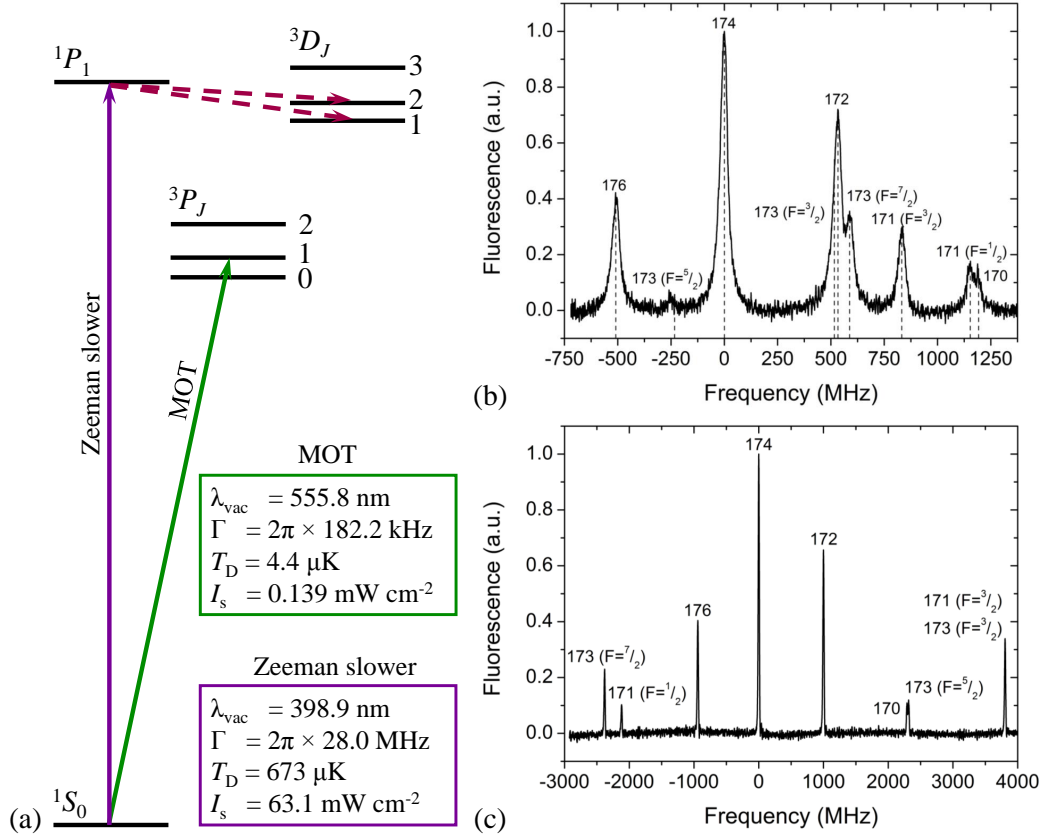 ¹P₁
³D_J
3
2
1
³P_J
2
1
0
Zeeman slower
MOT
MOT
λ_vac = 555.8 nm
Γ = 2π × 182.2 kHz
T_D = 4.4 µK
I_s = 0.139 mW cm⁻²
Zeeman slower
λ_vac = 398.9 nm
Γ = 2π × 28.0 MHz
T_D = 673 µK
I_s = 63.1 mW cm⁻²
¹S₀
(a)
Fluorescence (a.u.)
1.0
0.8
0.6
0.4
0.2
0.0
174
172
176
173 (F=⁷/₂)
173 (F=³/₂)
171 (F=³/₂)
173 (F=⁵/₂)
171 (F=¹/₂)
170
-750 -500 -250 0 250 500 750 1000 1250
Frequency (MHz)
(b)
Fluorescence (a.u.)
1.0
0.8
0.6
0.4
0.2
0.0
174
172
176
171 (F=³/₂)
173 (F=³/₂)
173 (F=⁷/₂)
171 (F=¹/₂)
173 (F=⁵/₂)
170
-3000 -2000 -1000 0 1000 2000 3000 4000
Frequency (MHz)
(c)